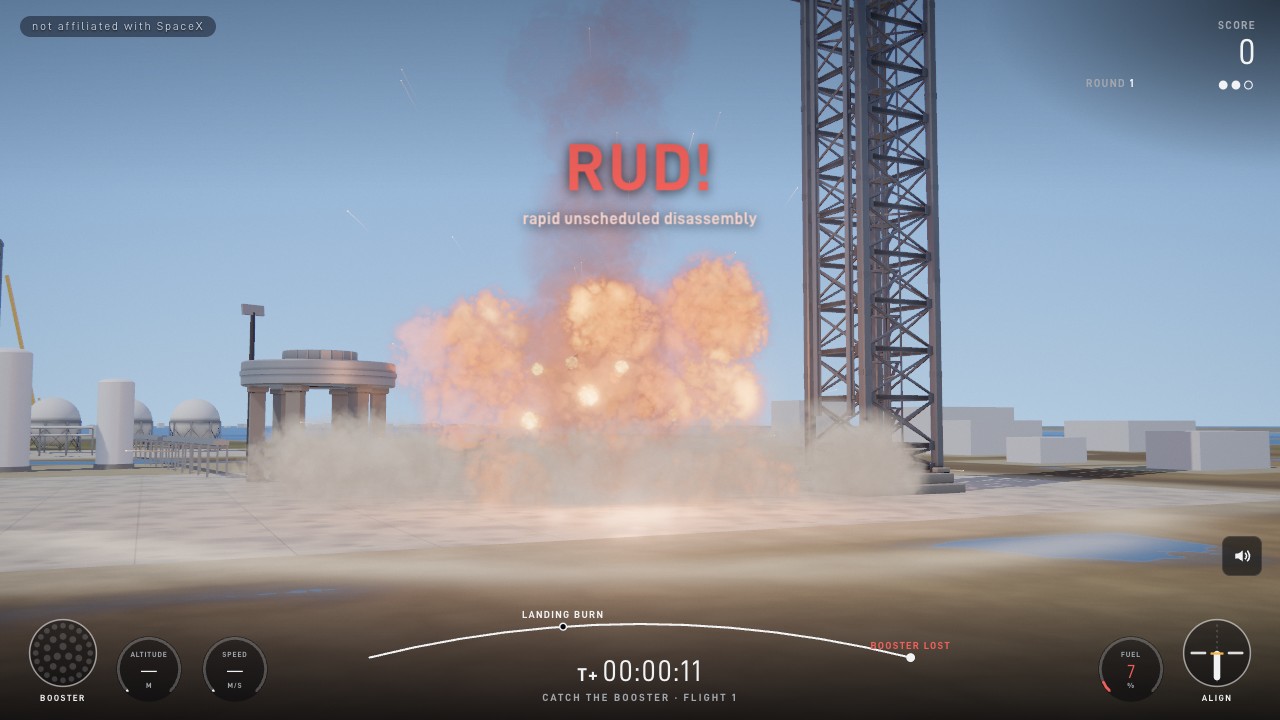 not affiliated with SpaceX
SCORE
0
ROUND 1
RUD!
rapid unscheduled disassembly
LANDING BURN
BOOSTER LOST
T+ 00:00:11
CATCH THE BOOSTER · FLIGHT 1
BOOSTER
ALTITUDE
—
M
SPEED
—
M/S
FUEL
7
%
ALIGN